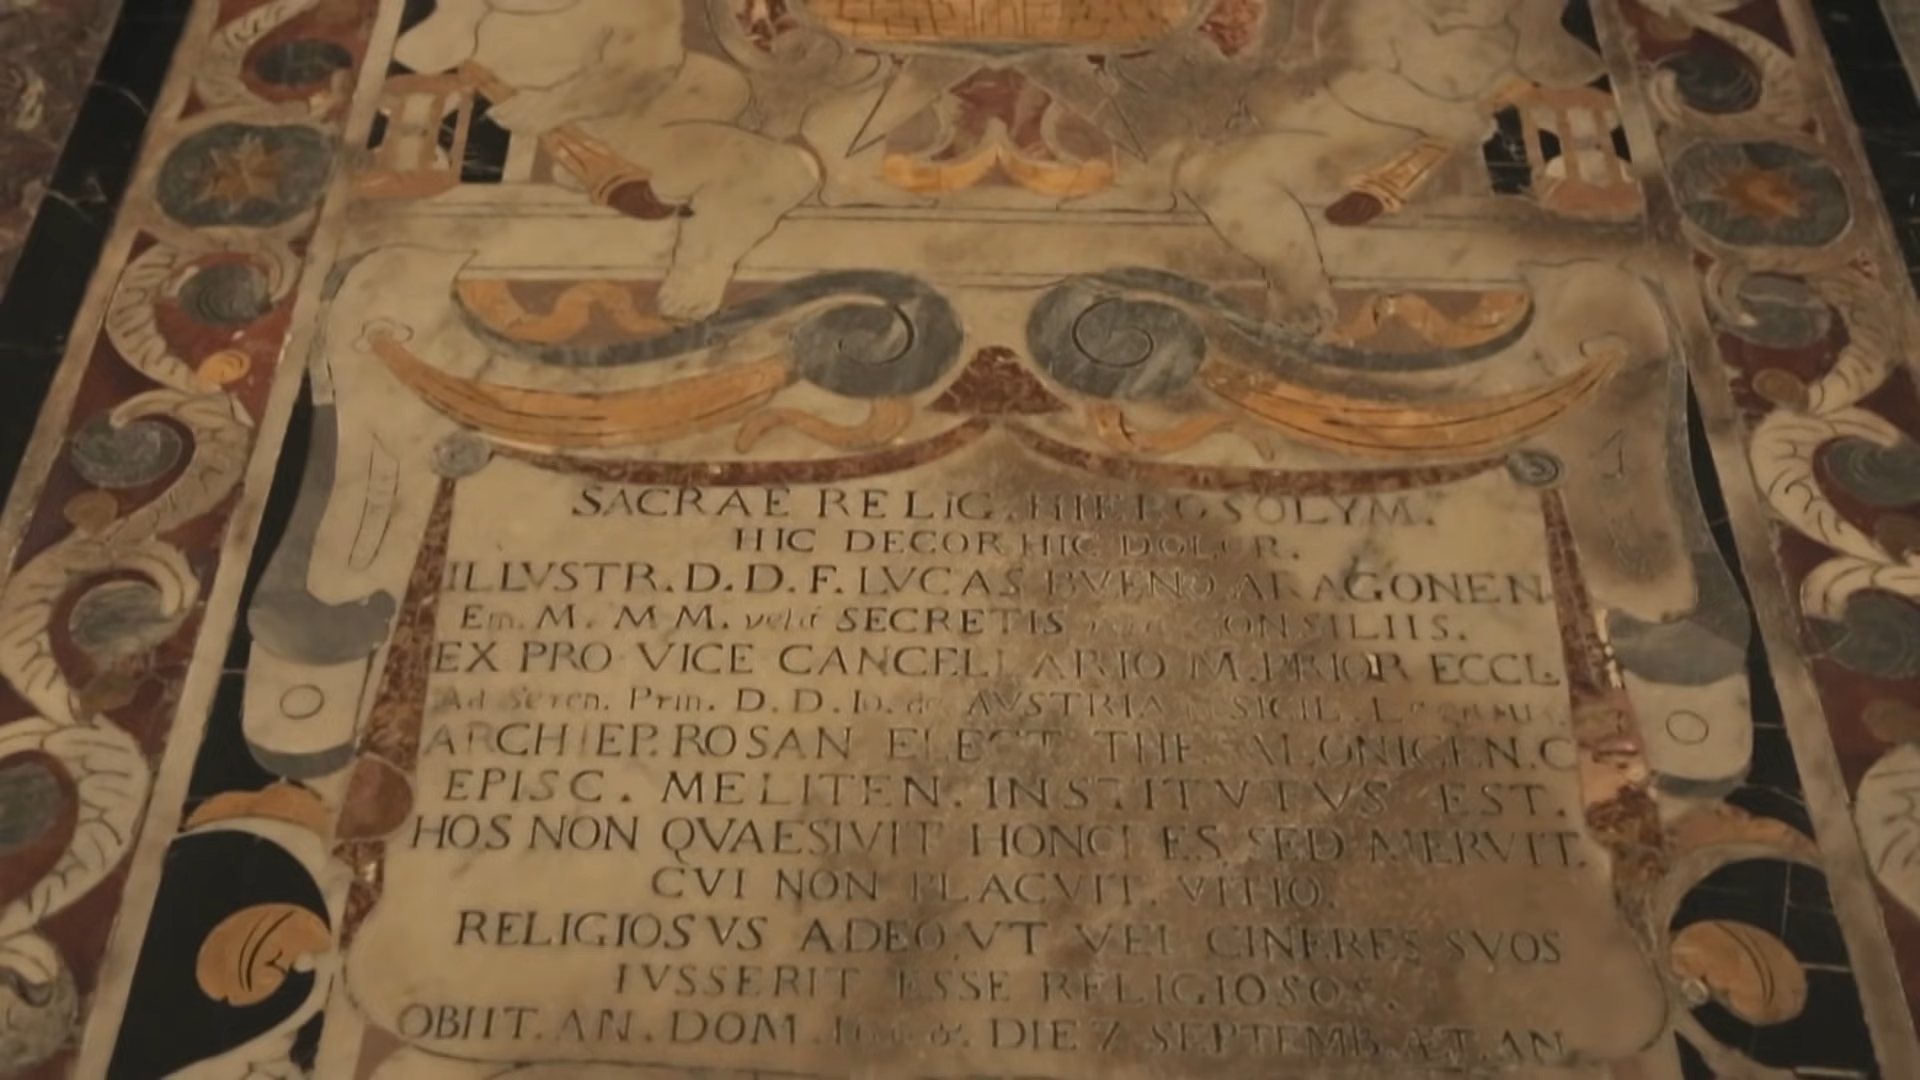 SACRAE RELIG. HIEROSOLYM.
HIC DECOR HIC DOLOR.
ILLVSTR. D. D. F. LVCAS BVENO ARAGONEN
Em. M. M M. SECRETIS CONSILIIS.
EX PRO VICE CANCELLARIO M. PRIOR ECCL.
Ad Seren. Prin. D. D. Io. de AVSTRIA SICIL.
ARCHIEP. ROSAN ELECT THESSALONICEN. C
EPISC. MELITEN. INSTITVTVS EST.
HOS NON QVAESIVIT HONORES SED MERVIT.
CVI NON PLACVIT. VITIO.
RELIGIOSVS ADEO, VT VEL CINERES SVOS
IVSSERIT ESSE RELIGIOSOS.
OBIIT. AN. DOM. DIE 7 SEPTEMB. ÆT. AN